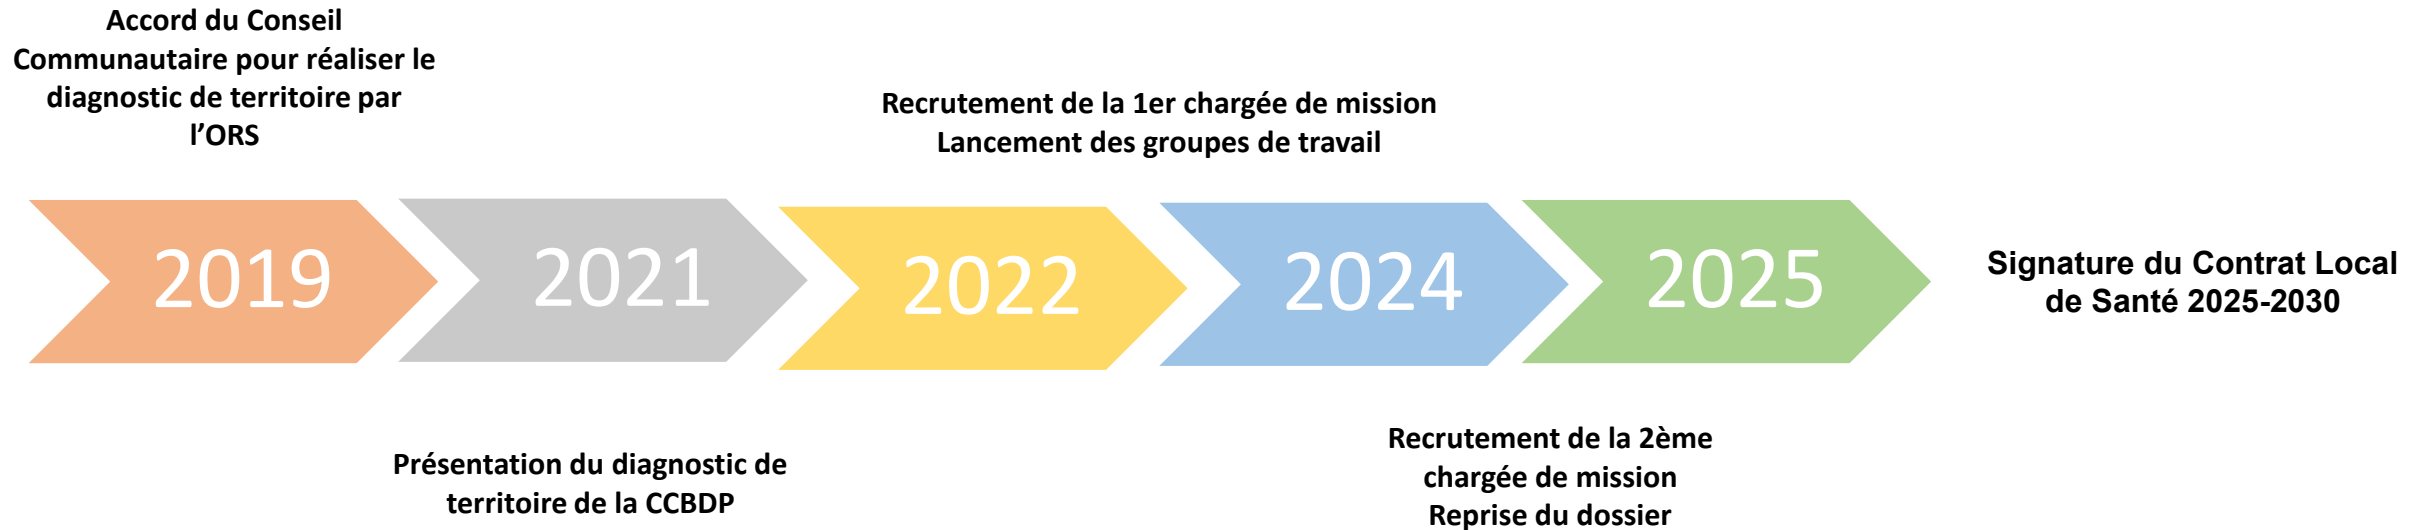 Accord du Conseil
Communautaire pour réaliser le
diagnostic de territoire par
l’ORS
Recrutement de la 1er chargée de mission
Lancement des groupes de travail
2019
2021
2022
2024
2025
Signature du Contrat Local
de Santé 2025-2030
Présentation du diagnostic de
territoire de la CCBDP
Recrutement de la 2ème
chargée de mission
Reprise du dossier